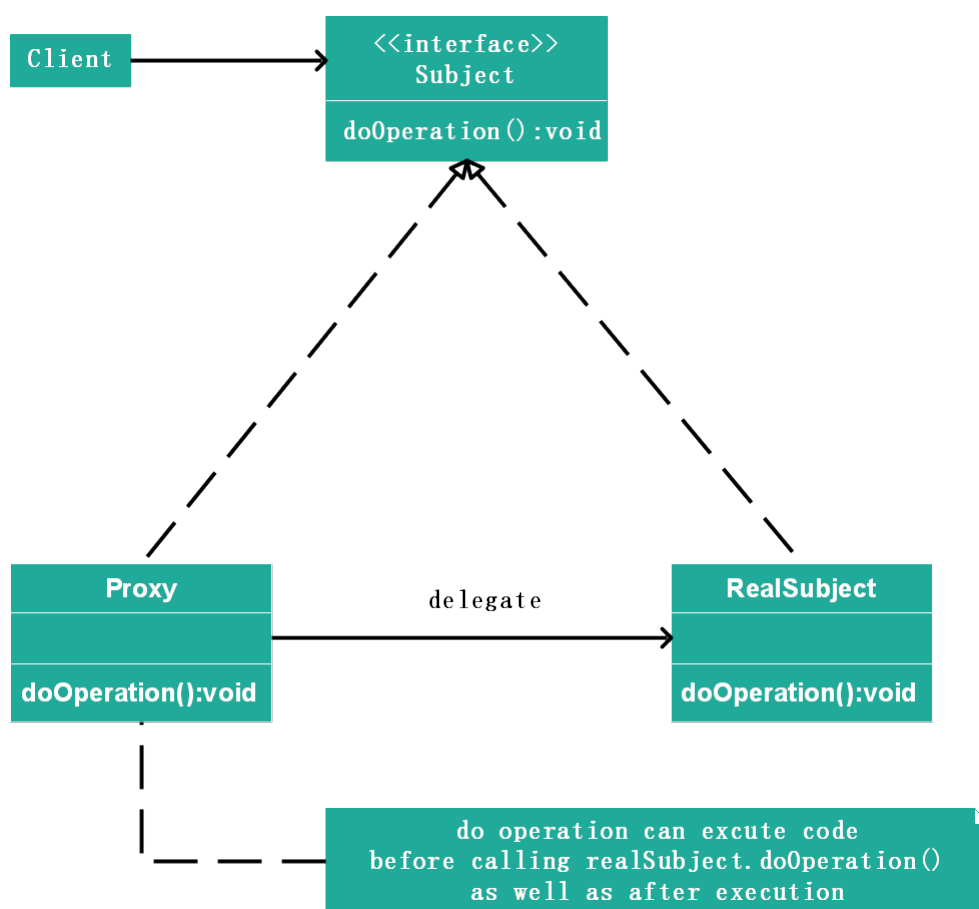 Client
<<interface>>
Subject
doOperation():void
Proxy
delegate
RealSubject
doOperation():void
doOperation():void
do operation can excute code
before calling realSubject.doOperation()
as well as after execution